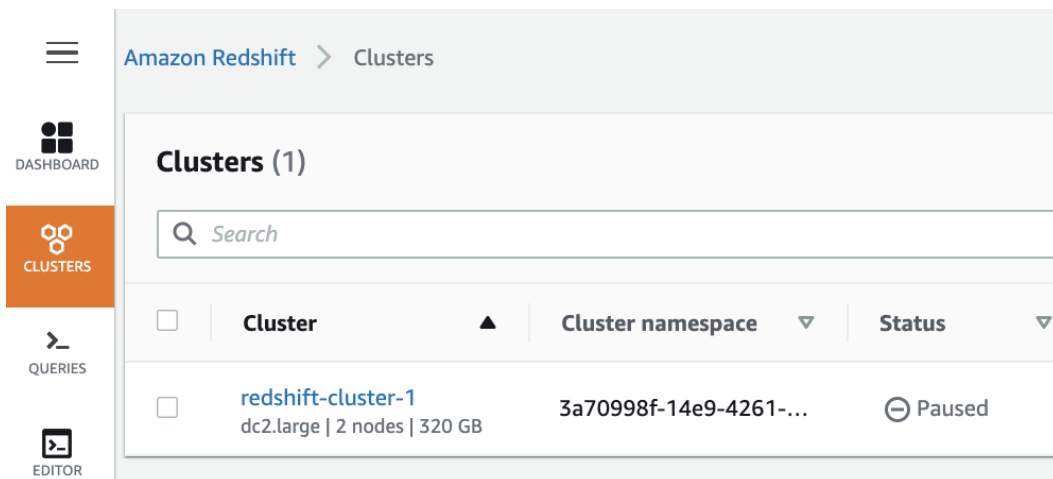 Amazon Redshift > Clusters
DASHBOARD
Clusters (1)
Search
CLUSTERS
Cluster Cluster namespace Status
QUERIES
redshift-cluster-1
3a70998f-14e9-4261-... Paused
dc2.large | 2 nodes | 320 GB
EDITOR